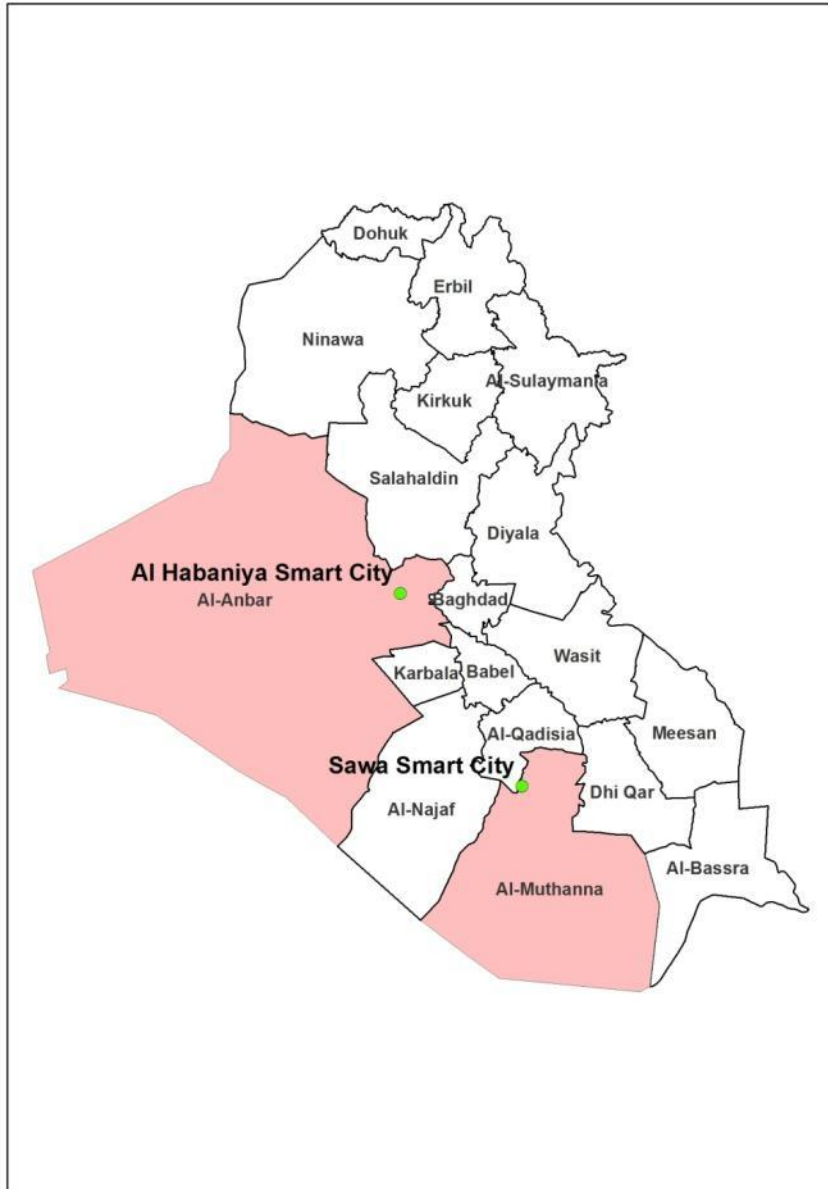 Dohuk
Erbil
Ninawa
Al-Sulaymania
Kirkuk
Salahaldin
Diyala
Al Habaniya Smart City
Al-Anbar
Baghdad
Wasit
Karbala
Babel
Al-Qadisia
Meesan
Sawa Smart City
Dhi Qar
Al-Najaf
Al-Bassra
Al-Muthanna